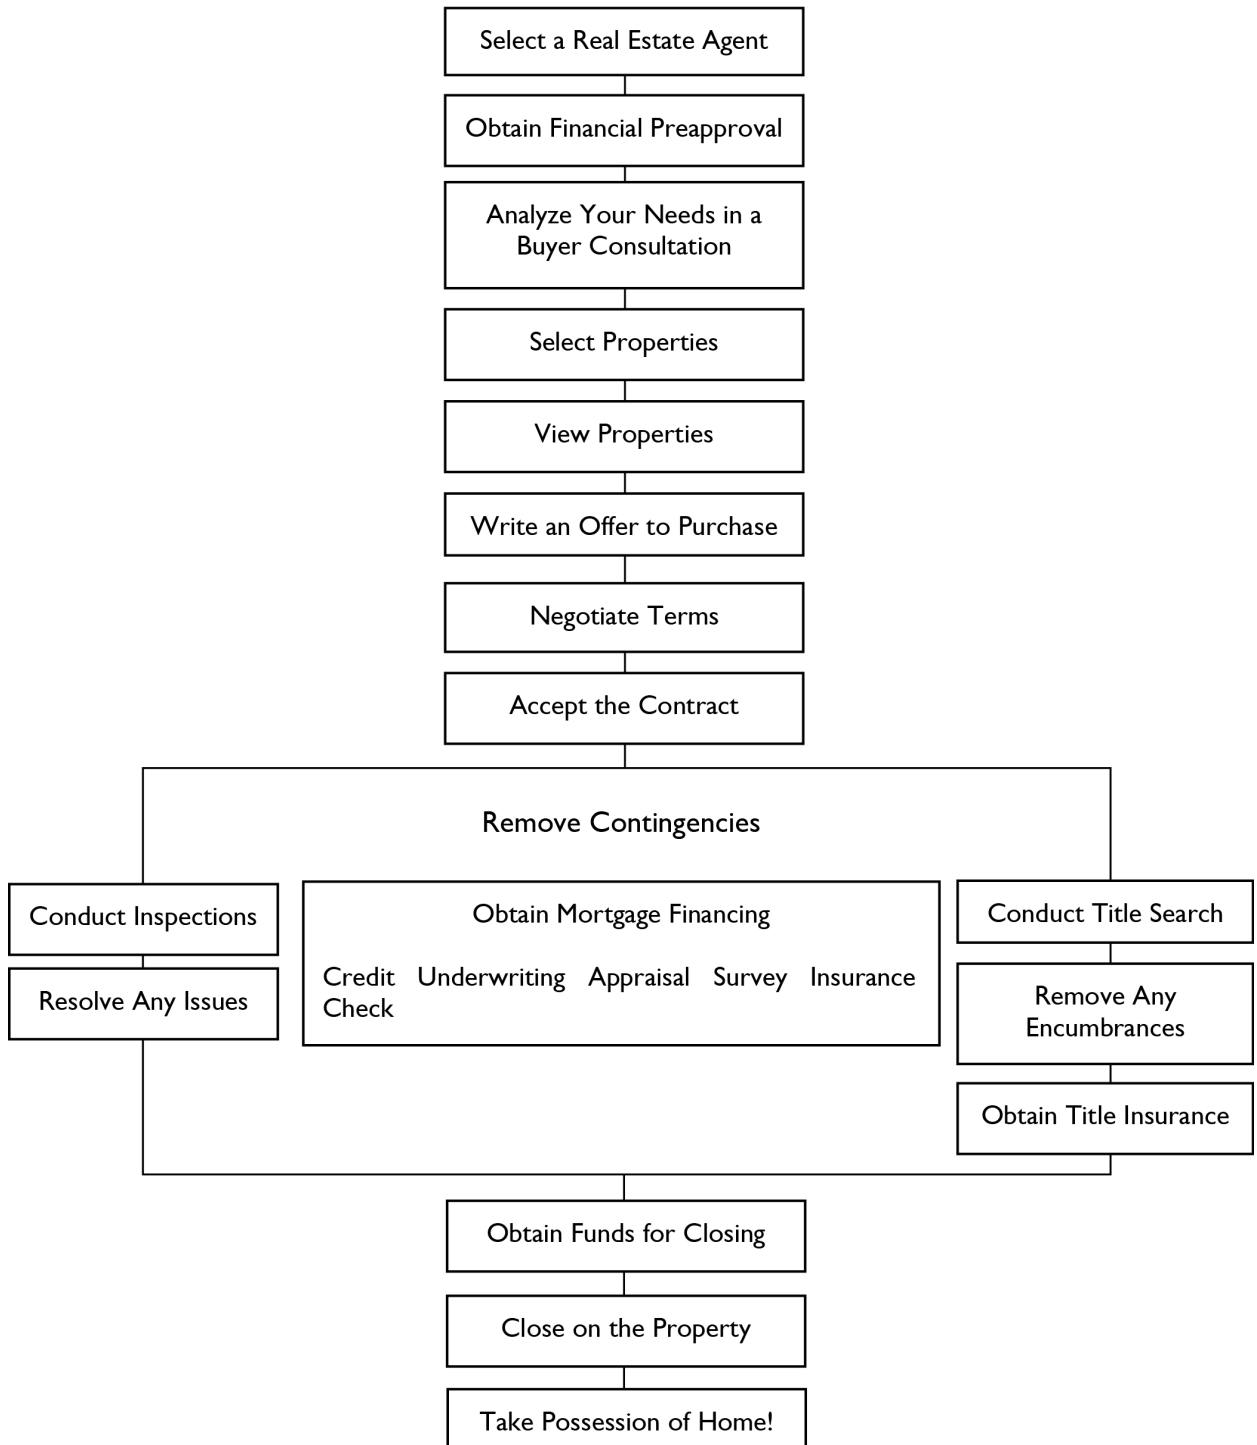 Select a Real Estate Agent
Obtain Financial Preapproval
Analyze Your Needs in a
Buyer Consultation
Select Properties
View Properties
Write an Offer to Purchase
Negotiate Terms
Accept the Contract
Remove Contingencies
Conduct Inspections
Resolve Any Issues
Obtain Mortgage Financing
Credit Underwriting Appraisal Survey Insurance
Check
Conduct Title Search
Remove Any
Encumbrances
Obtain Title Insurance
Obtain Funds for Closing
Close on the Property
Take Possession of Home!